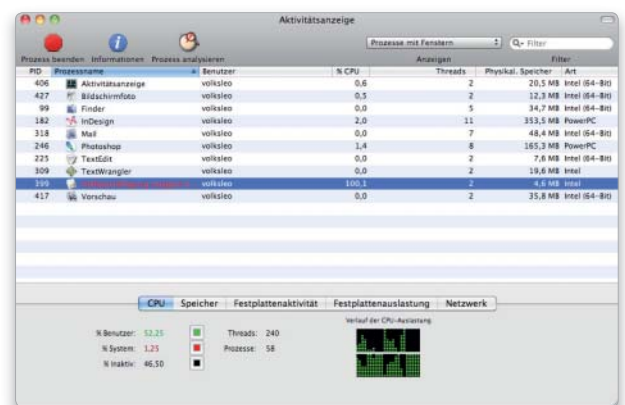 Aktivitätsanzeige
Prozesse mit Fenstern
Filter
Prozess beenden Informationen Prozess analysieren Anzeigen Filter
PID Prozessname Benutzer % CPU Threads Physikal. Speicher Art
406 Aktivitätsanzeige volksleo 0,6 2 20,5 MB Intel (64-Bit)
427 Bildschirmfoto volksleo 0,5 2 12,3 MB Intel (64-Bit)
99 Finder volksleo 0,0 5 34,7 MB Intel (64-Bit)
182 InDesign volksleo 2,0 11 353,5 MB PowerPC
318 Mail volksleo 0,0 7 48,4 MB Intel (64-Bit)
246 Photoshop volksleo 1,4 8 165,3 MB PowerPC
225 TextEdit volksleo 0,0 2 7,6 MB Intel (64-Bit)
309 TextWrangler volksleo 0,0 2 19,6 MB Intel
399 volksleo 100,1 2 4,6 MB Intel
417 Vorschau volksleo 0,0 2 35,8 MB Intel (64-Bit)
CPU Speicher Festplattenaktivität Festplattenauslastung Netzwerk
Verlauf der CPU-Auslastung
% Benutzer: 52,25 Threads: 240
% System: 1,25 Prozesse: 58
% Inaktiv: 46,50